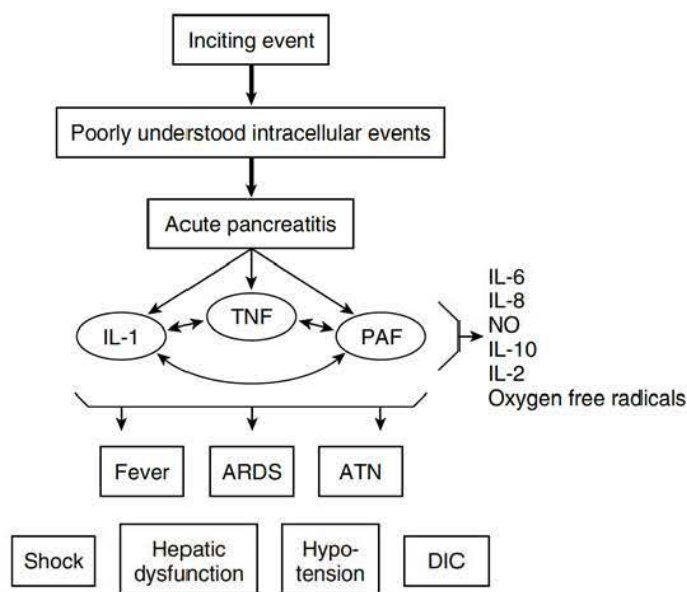 Inciting event
Poorly understood intracellular events
Acute pancreatitis
IL-1
TNF
PAF
IL-6
IL-8
NO
IL-10
IL-2
Oxygen free radicals
Fever
ARDS
ATN
Shock
Hepatic
dysfunction
Hypo-
tension
DIC